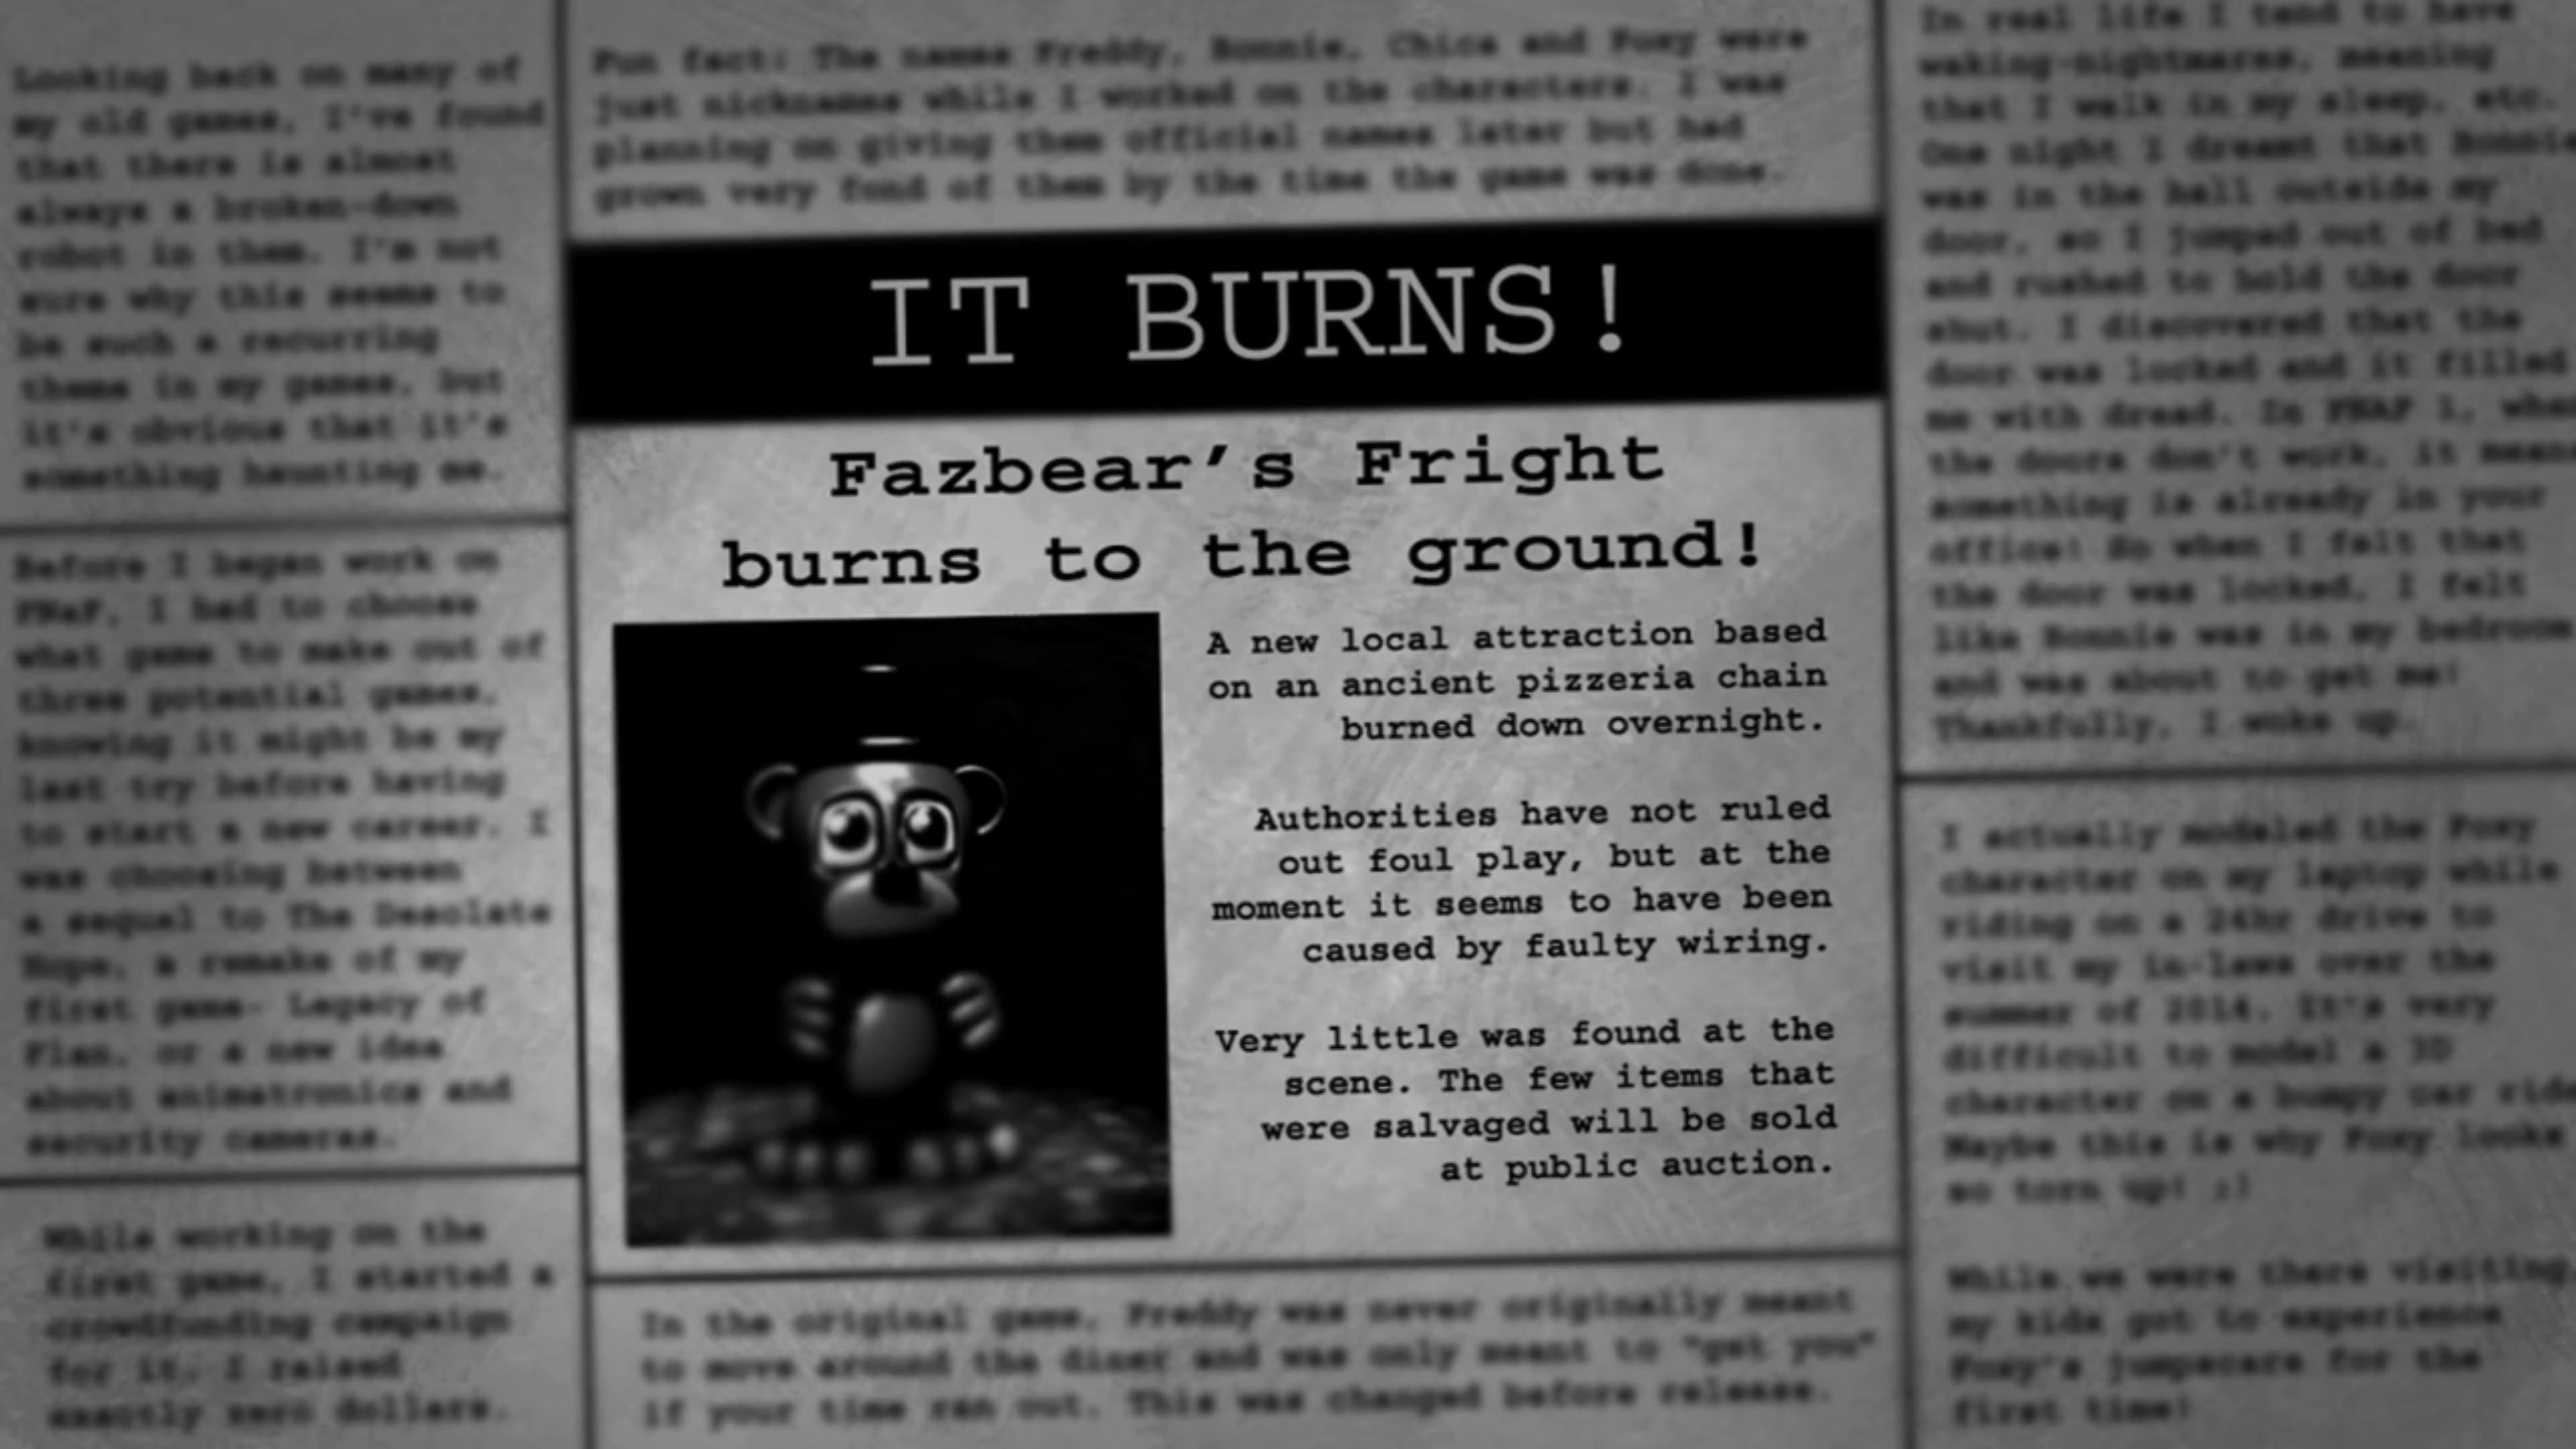 Looking back on many of
my old games, I've found
that there is almost
always a broken-down
robot in them. I'm not
sure why this seems to
be such a recurring
theme in my games, but
it's obvious that it's
something haunting me.
Before I began work on
FNaF, I had to choose
what game to make out of
three potential games,
knowing it might be my
last try before having
to start a new career. I
was choosing between
a sequel to The Desolate
Hope, a remake of my
first game- Legacy of
Flan, or a new idea
about animatronics and
security cameras.
While working on the
first game, I started a
crowdfunding campaign
for it. I raised
exactly zero dollars.
Fun fact: The names Freddy, Bonnie, Chica and Foxy were
just nicknames while I worked on the characters. I was
planning on giving them official names later but had
grown very fond of them by the time the game was done.
IT BURNS!
Fazbear's Fright
burns to the ground!
A new local attraction based
on an ancient pizzeria chain
burned down overnight.
Authorities have not ruled
out foul play, but at the
moment it seems to have been
caused by faulty wiring.
Very little was found at the
scene. The few items that
were salvaged will be sold
at public auction.
In the original game, Freddy was never originally meant
to move around the diner and was only meant to "get you"
if your time ran out. This was changed before release.
In real life I tend to have
waking-nightmares, meaning
that I walk in my sleep, etc.
One night I dreamt that Bonnie
was in the hall outside my
door, so I jumped out of bed
and rushed to hold the door
shut. I discovered that the
door was locked and it filled
me with dread. In FNAF 1, when
the doors don't work, it means
something is already in your
office! So when I felt that
the door was locked, I felt
like Bonnie was in my bedroom
and was about to get me!
Thankfully, I woke up.
I actually modeled the Foxy
character on my laptop while
riding on a 24hr drive to
visit my in-laws over the
summer of 2014. It's very
difficult to model a 3D
character on a bumpy car ride
Maybe this is why Foxy looks
so torn up! ;)
While we were there visiting,
my kids got to experience
Foxy's jumpscare for the
first time!